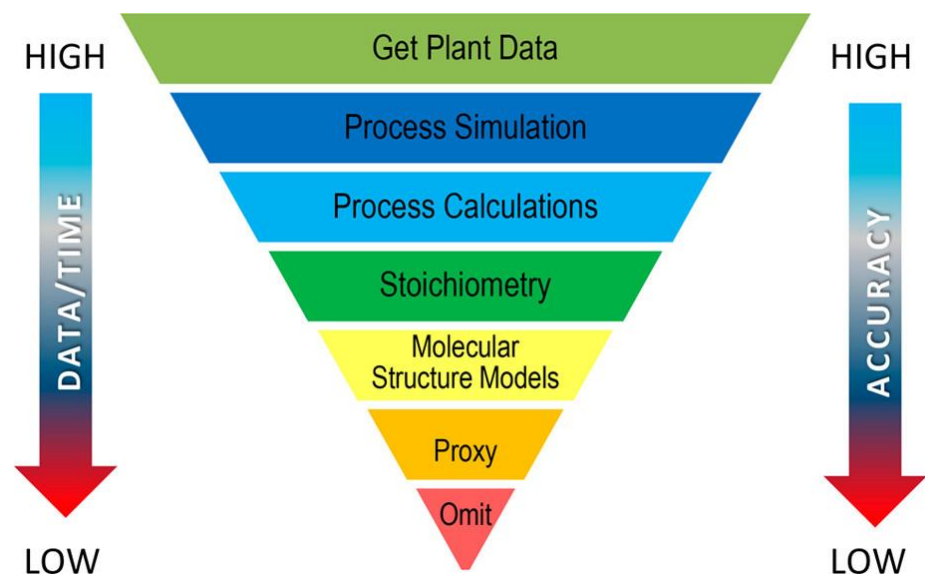 HIGH
Get Plant Data
HIGH
Process Simulation
Process Calculations
Stoichiometry
Molecular
Structure Models
Proxy
Omit
DATA/TIME
ACCURACY
LOW
LOW